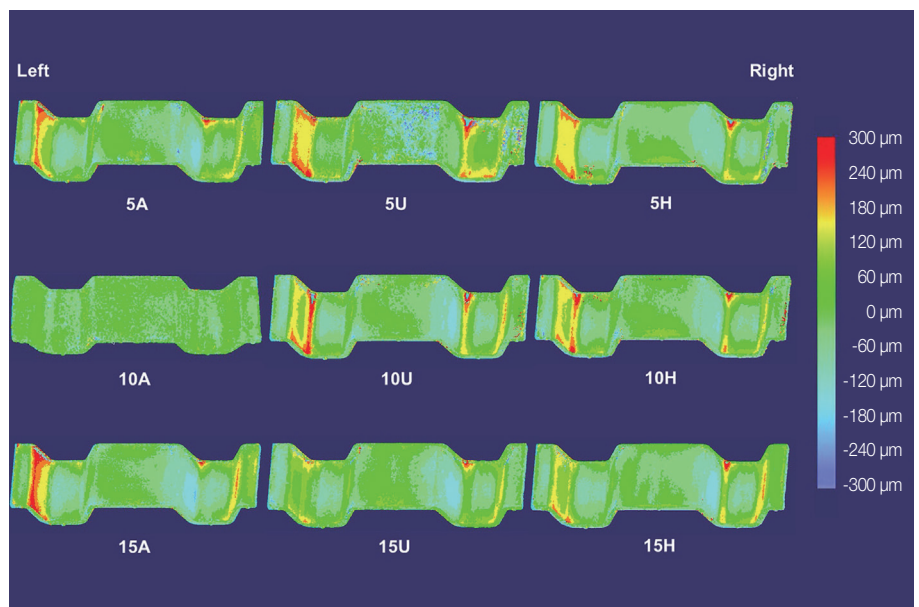 Left
Right
5A
5U
5H
10A
10U
10H
15A
15U
15H
300 µm
240 µm
180 µm
120 µm
60 µm
0 µm
-60 µm
-120 µm
-180 µm
-240 µm
-300 µm